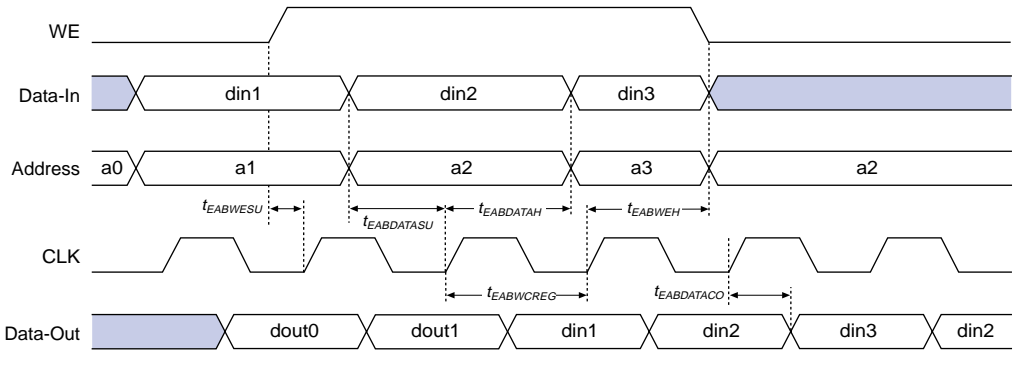 WE
Data-In din1 din2 din3
Address a0 a1 a2 a3 a2
tEABWESU tEABDATASU tEABDATAH tEABWEH
CLK
tEABWCREG tEABDATACO
Data-Out dout0 dout1 din1 din2 din3 din2